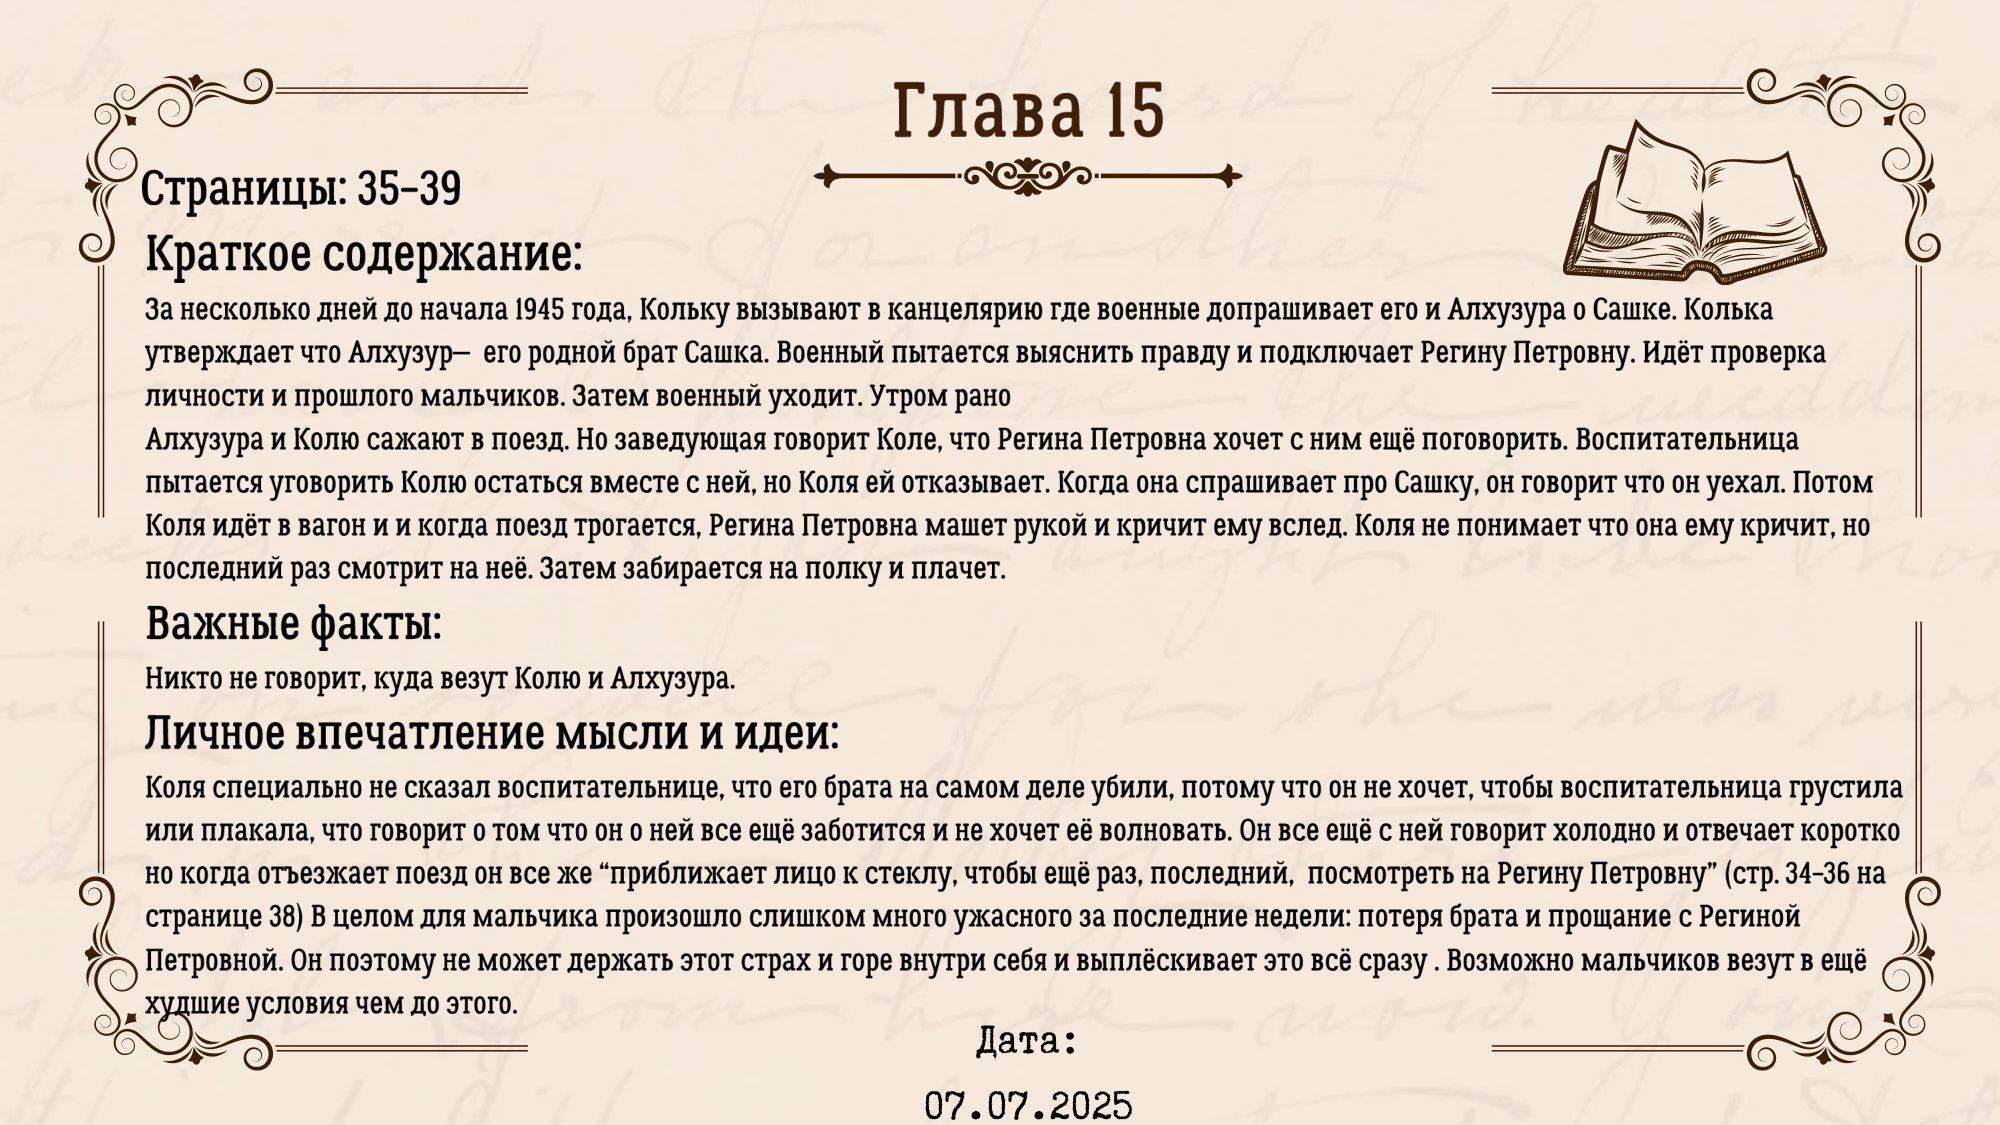 Глава 15
Страницы: 35–39
Краткое содержание:
За несколько дней до начала 1945 года, Кольку вызывают в канцелярию где военные допрашивает его и Алхузура о Сашке. Колька
утверждает что Алхузур—  его родной брат Сашка. Военный пытается выяснить правду и подключает Регину Петровну. Идёт проверка
личности и прошлого мальчиков. Затем военный уходит. Утром рано
Алхузура и Колю сажают в поезд. Но заведующая говорит Коле, что Регина Петровна хочет с ним ещё поговорить. Воспитательница
пытается уговорить Колю остаться вместе с ней, но Коля ей отказывает. Когда она спрашивает про Сашку, он говорит что он уехал. Потом
Коля идёт в вагон и и когда поезд трогается, Регина Петровна машет рукой и кричит ему вслед. Коля не понимает что она ему кричит, но
последний раз смотрит на неё. Затем забирается на полку и плачет.
Важные факты:
Никто не говорит, куда везут Колю и Алхузура.
Личное впечатление мысли и идеи:
Коля специально не сказал воспитательнице, что его брата на самом деле убили, потому что он не хочет, чтобы воспитательница грустила
или плакала, что говорит о том что он о ней все ещё заботится и не хочет её волновать. Он все ещё с ней говорит холодно и отвечает коротко
но когда отъезжает поезд он все же “приближает лицо к стеклу, чтобы ещё раз, последний,  посмотреть на Регину Петровну” (стр. 34–36 на
странице 38) В целом для мальчика произошло слишком много ужасного за последние недели: потеря брата и прощание с Региной
Петровной. Он поэтому не может держать этот страх и горе внутри себя и выплёскивает это всё сразу . Возможно мальчиков везут в ещё
худшие условия чем до этого.
Дата:
07.07.2025